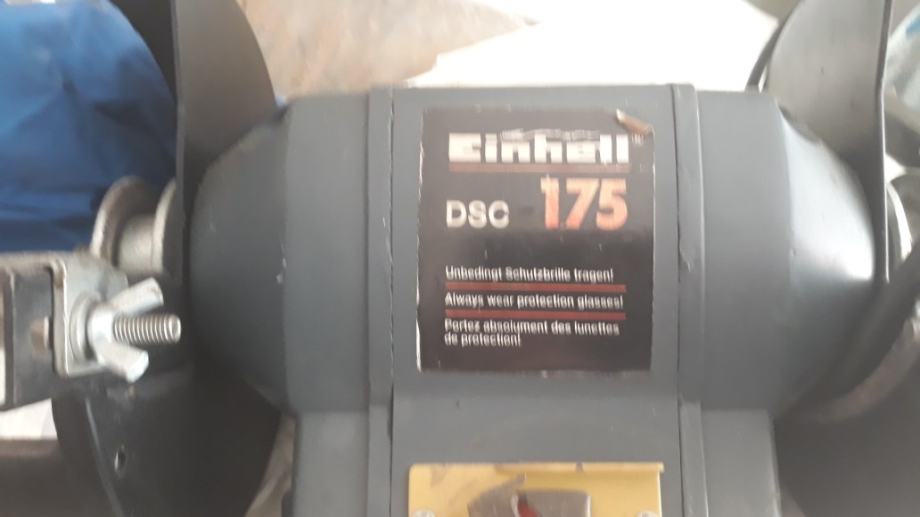 Einhell
DSC 175
Unbedingt Schutzbrille tragen!
Always wear protection glasses!
Portez absolument des lunettes
de protection!